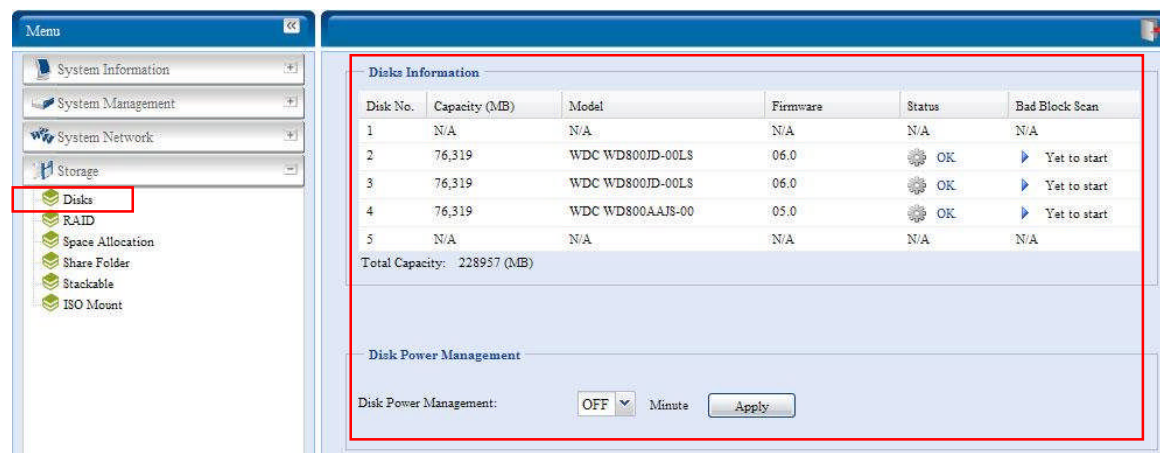 Menu
System Information
System Management
System Network
Storage
Disks
RAID
Space Allocation
Share Folder
Stackable
ISO Mount
Disks Information
Disk No. Capacity (MB) Model Firmware Status Bad Block Scan
1 N/A N/A N/A N/A N/A
2 76,319 WDC WD800JD-00LS 06.0 OK Yet to start
3 76,319 WDC WD800JD-00LS 06.0 OK Yet to start
4 76,319 WDC WD800AAJS-00 05.0 OK Yet to start
5 N/A N/A N/A N/A N/A
Total Capacity: 228957 (MB)
Disk Power Management
Disk Power Management: OFF Minute Apply